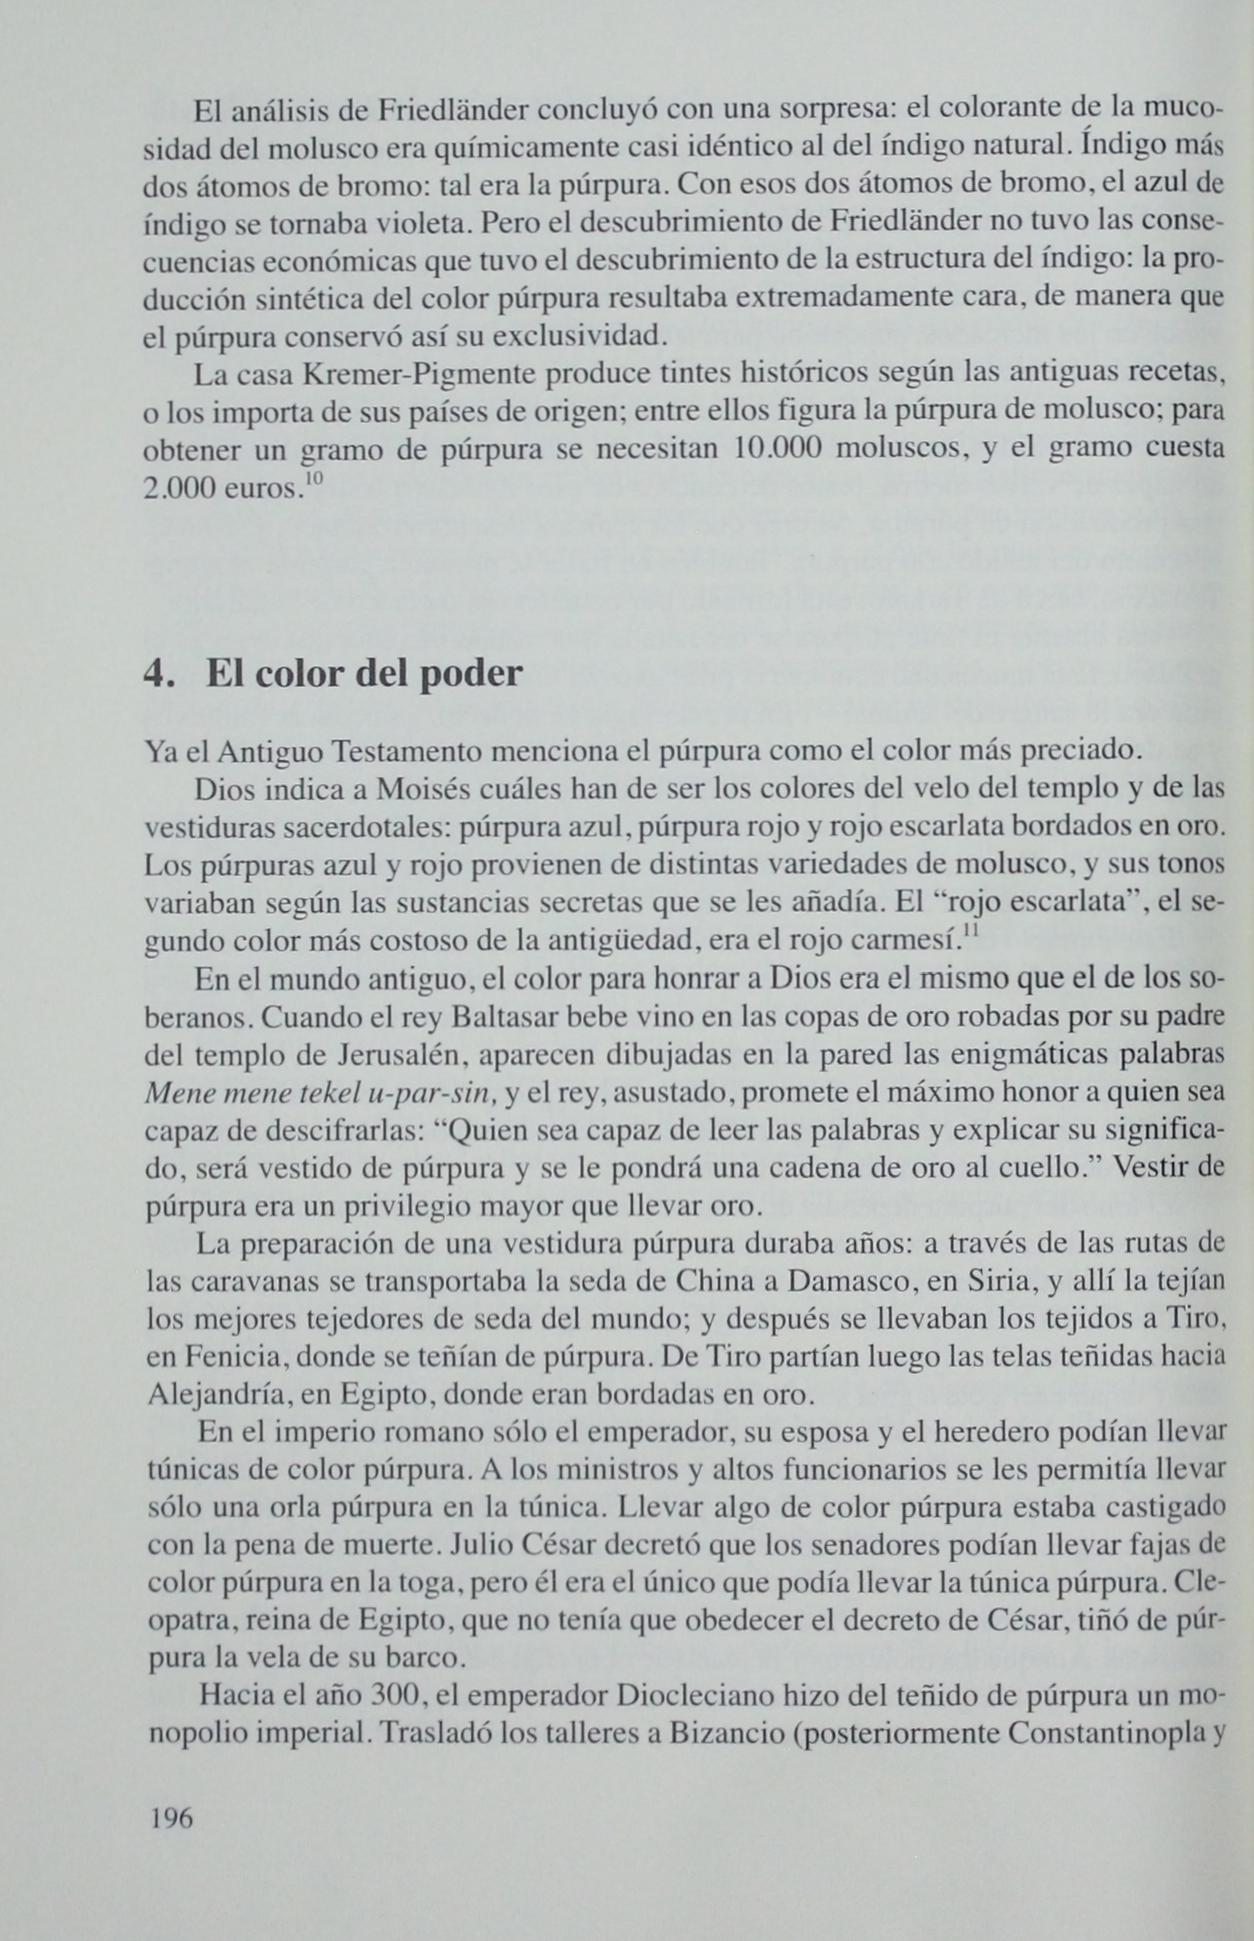 El análisis de Friedländer concluyó con una sorpresa: el colorante de la muco-
sidad del molusco era químicamente casi idéntico al del índigo natural. Índigo más
dos átomos de bromo: tal era la púrpura. Con esos dos átomos de bromo, el azul de
índigo se tornaba violeta. Pero el descubrimiento de Friedländer no tuvo las conse-
cuencias económicas que tuvo el descubrimiento de la estructura del índigo: la pro-
ducción sintética del color púrpura resultaba extremadamente cara, de manera que
el púrpura conservó así su exclusividad.
La casa Kremer-Pigmente produce tintes históricos según las antiguas recetas,
o los importa de sus países de origen; entre ellos figura la púrpura de molusco; para
obtener un gramo de púrpura se necesitan 10.000 moluscos, y el gramo cuesta
2.000 euros.¹⁰
4. El color del poder
Ya el Antiguo Testamento menciona el púrpura como el color más preciado.
Dios indica a Moisés cuáles han de ser los colores del velo del templo y de las
vestiduras sacerdotales: púrpura azul, púrpura rojo y rojo escarlata bordados en oro.
Los púrpuras azul y rojo provienen de distintas variedades de molusco, y sus tonos
variaban según las sustancias secretas que se les añadía. El “rojo escarlata”, el se-
gundo color más costoso de la antigüedad, era el rojo carmesí.¹¹
En el mundo antiguo, el color para honrar a Dios era el mismo que el de los so-
beranos. Cuando el rey Baltasar bebe vino en las copas de oro robadas por su padre
del templo de Jerusalén, aparecen dibujadas en la pared las enigmáticas palabras
Mene mene tekel u-par-sin, y el rey, asustado, promete el máximo honor a quien sea
capaz de descifrarlas: “Quien sea capaz de leer las palabras y explicar su significa-
do, será vestido de púrpura y se le pondrá una cadena de oro al cuello.” Vestir de
púrpura era un privilegio mayor que llevar oro.
La preparación de una vestidura púrpura duraba años: a través de las rutas de
las caravanas se transportaba la seda de China a Damasco, en Siria, y allí la tejían
los mejores tejedores de seda del mundo; y después se llevaban los tejidos a Tiro,
en Fenicia, donde se teñían de púrpura. De Tiro partían luego las telas teñidas hacia
Alejandría, en Egipto, donde eran bordadas en oro.
En el imperio romano sólo el emperador, su esposa y el heredero podían llevar
túnicas de color púrpura. A los ministros y altos funcionarios se les permitía llevar
sólo una orla púrpura en la túnica. Llevar algo de color púrpura estaba castigado
con la pena de muerte. Julio César decretó que los senadores podían llevar fajas de
color púrpura en la toga, pero él era el único que podía llevar la túnica púrpura. Cle-
opatra, reina de Egipto, que no tenía que obedecer el decreto de César, tiñó de púr-
pura la vela de su barco.
Hacia el año 300, el emperador Diocleciano hizo del teñido de púrpura un mo-
nopolio imperial. Trasladó los talleres a Bizancio (posteriormente Constantinopla y
196